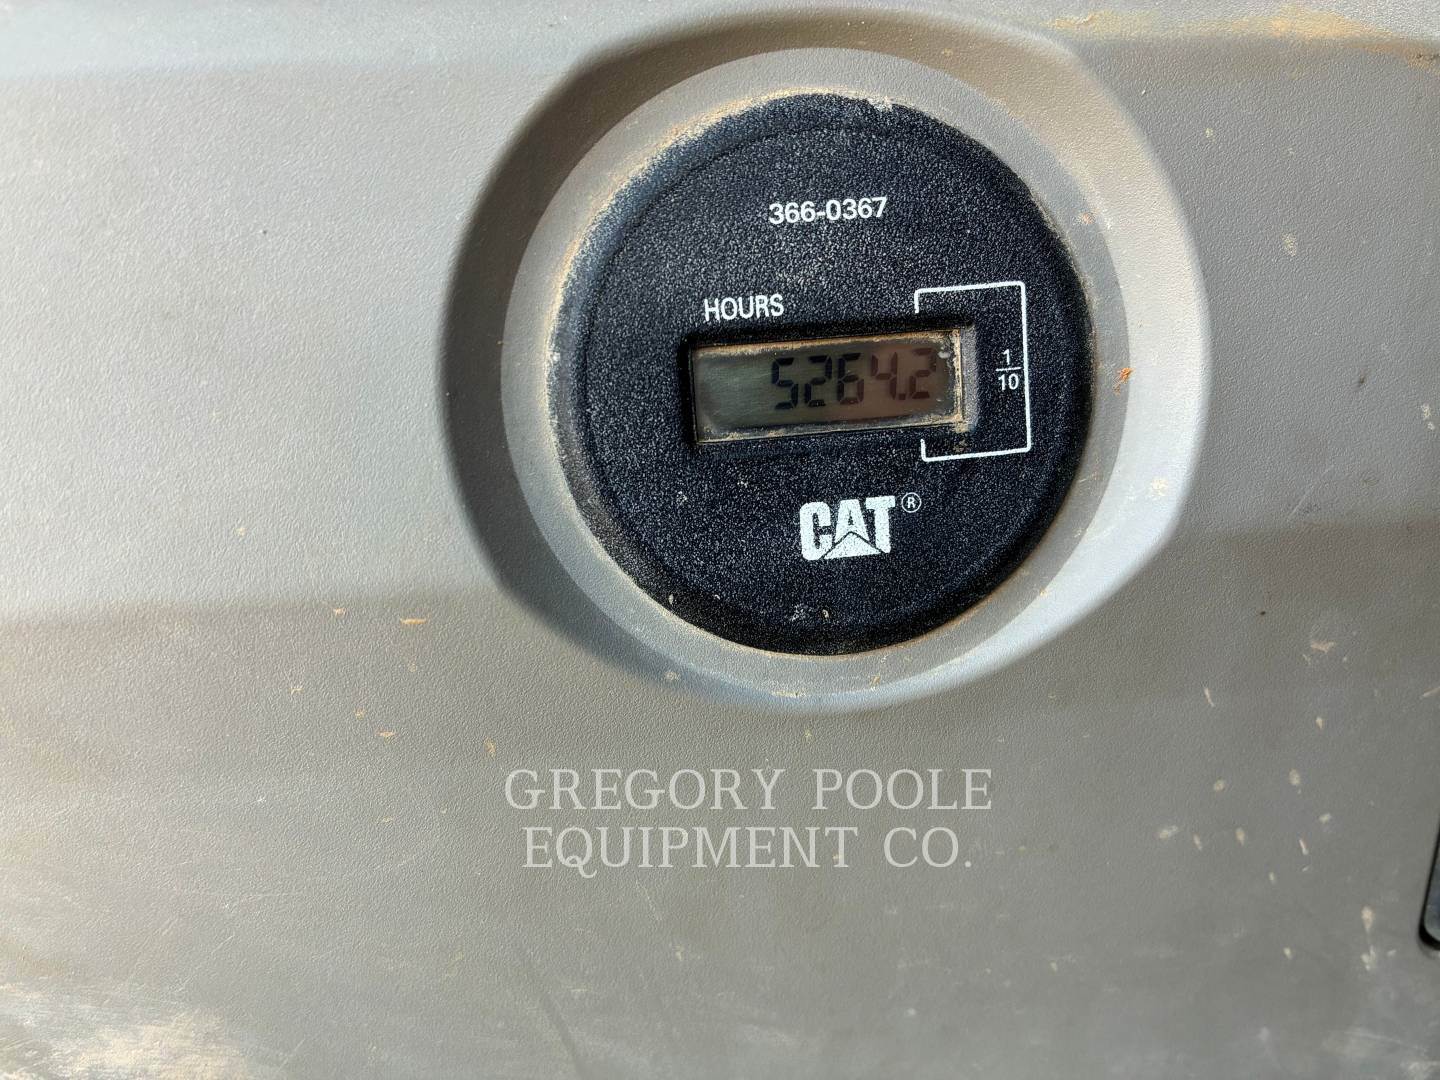 366-0367
HOURS
5264.2
1
10
CAT®
GREGORY POOLE
EQUIPMENT CO.